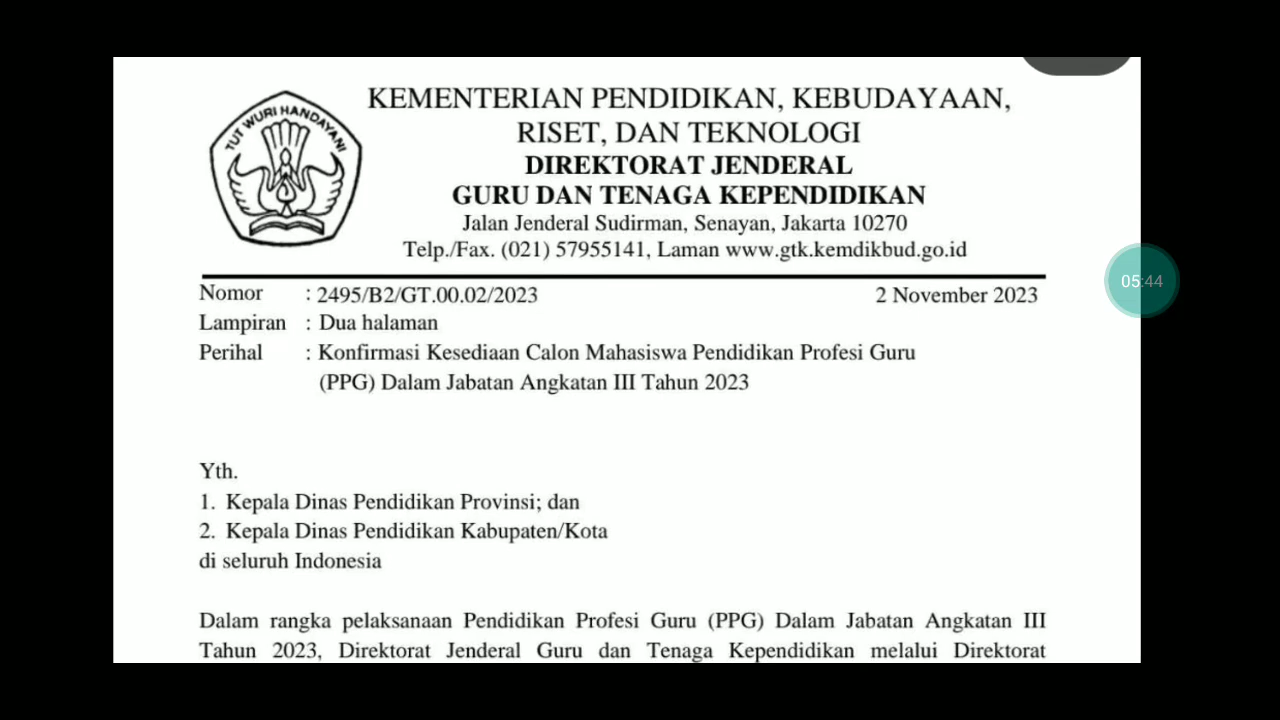 TUT WURI HANDAYANI
KEMENTERIAN PENDIDIKAN, KEBUDAYAAN,
RISET, DAN TEKNOLOGI
DIREKTORAT JENDERAL
GURU DAN TENAGA KEPENDIDIKAN
Jalan Jenderal Sudirman, Senayan, Jakarta 10270
Telp./Fax. (021) 57955141, Laman www.gtk.kemdikbud.go.id
Nomor : 2495/B2/GT.00.02/2023 2 November 2023
Lampiran : Dua halaman
Perihal : Konfirmasi Kesediaan Calon Mahasiswa Pendidikan Profesi Guru
(PPG) Dalam Jabatan Angkatan III Tahun 2023
05:44
Yth.
1. Kepala Dinas Pendidikan Provinsi; dan
2. Kepala Dinas Pendidikan Kabupaten/Kota
di seluruh Indonesia
Dalam rangka pelaksanaan Pendidikan Profesi Guru (PPG) Dalam Jabatan Angkatan III
Tahun 2023, Direktorat Jenderal Guru dan Tenaga Kependidikan melalui Direktorat